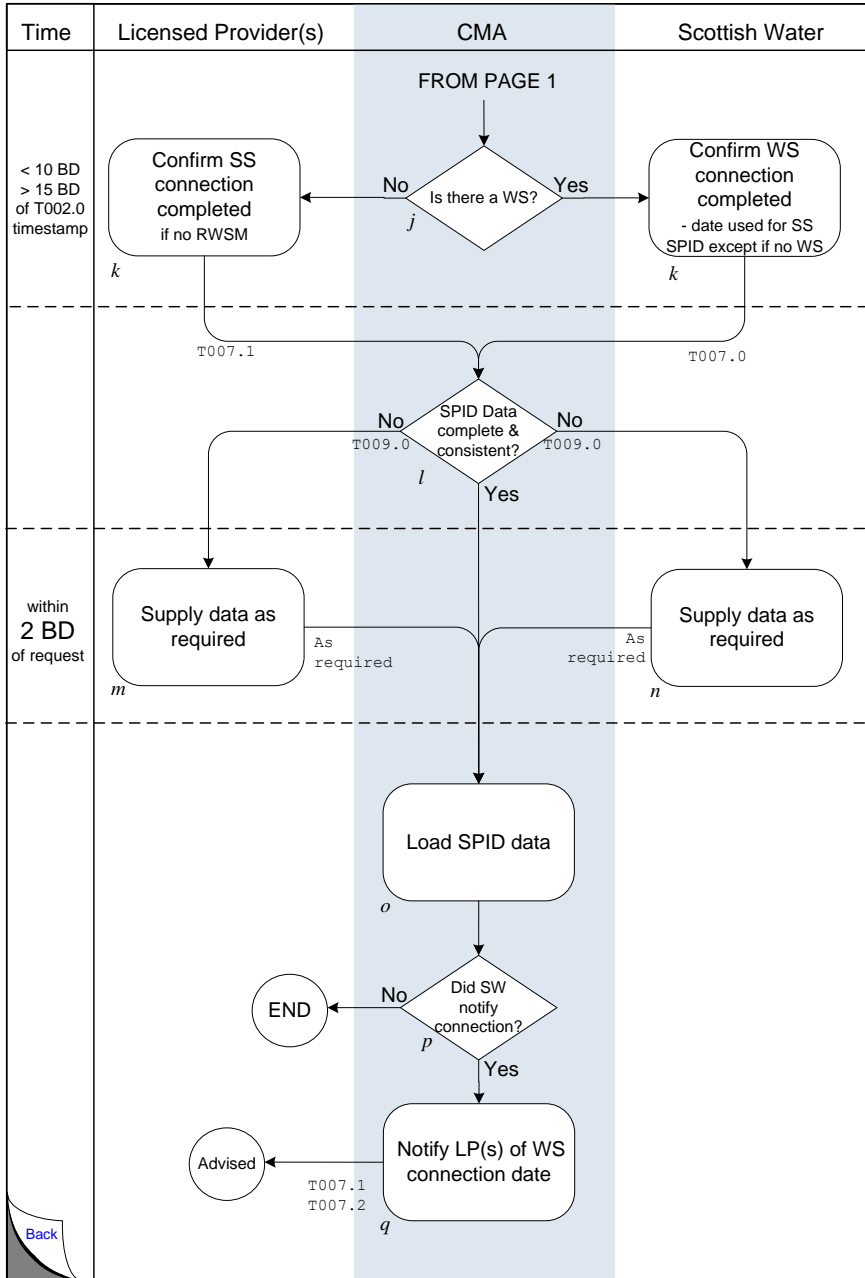 Time
Licensed Provider(s)
CMA
Scottish Water
FROM PAGE 1
< 10 BD
> 15 BD
of T002.0
timestamp
Confirm SS
connection
completed
if no RWSM
k
No
Is there a WS?
Yes
j
Confirm WS
connection
completed
- date used for SS
SPID except if no WS
k
T007.1
T007.0
No
T009.0
SPID Data
complete &
consistent?
No
T009.0
l
Yes
within
2 BD
of request
Supply data as
required
m
As
required
As
required
Supply data as
required
n
Load SPID data
o
END
No
Did SW
notify
connection?
p
Yes
Advised
T007.1
T007.2
Notify LP(s) of WS
connection date
q
Back